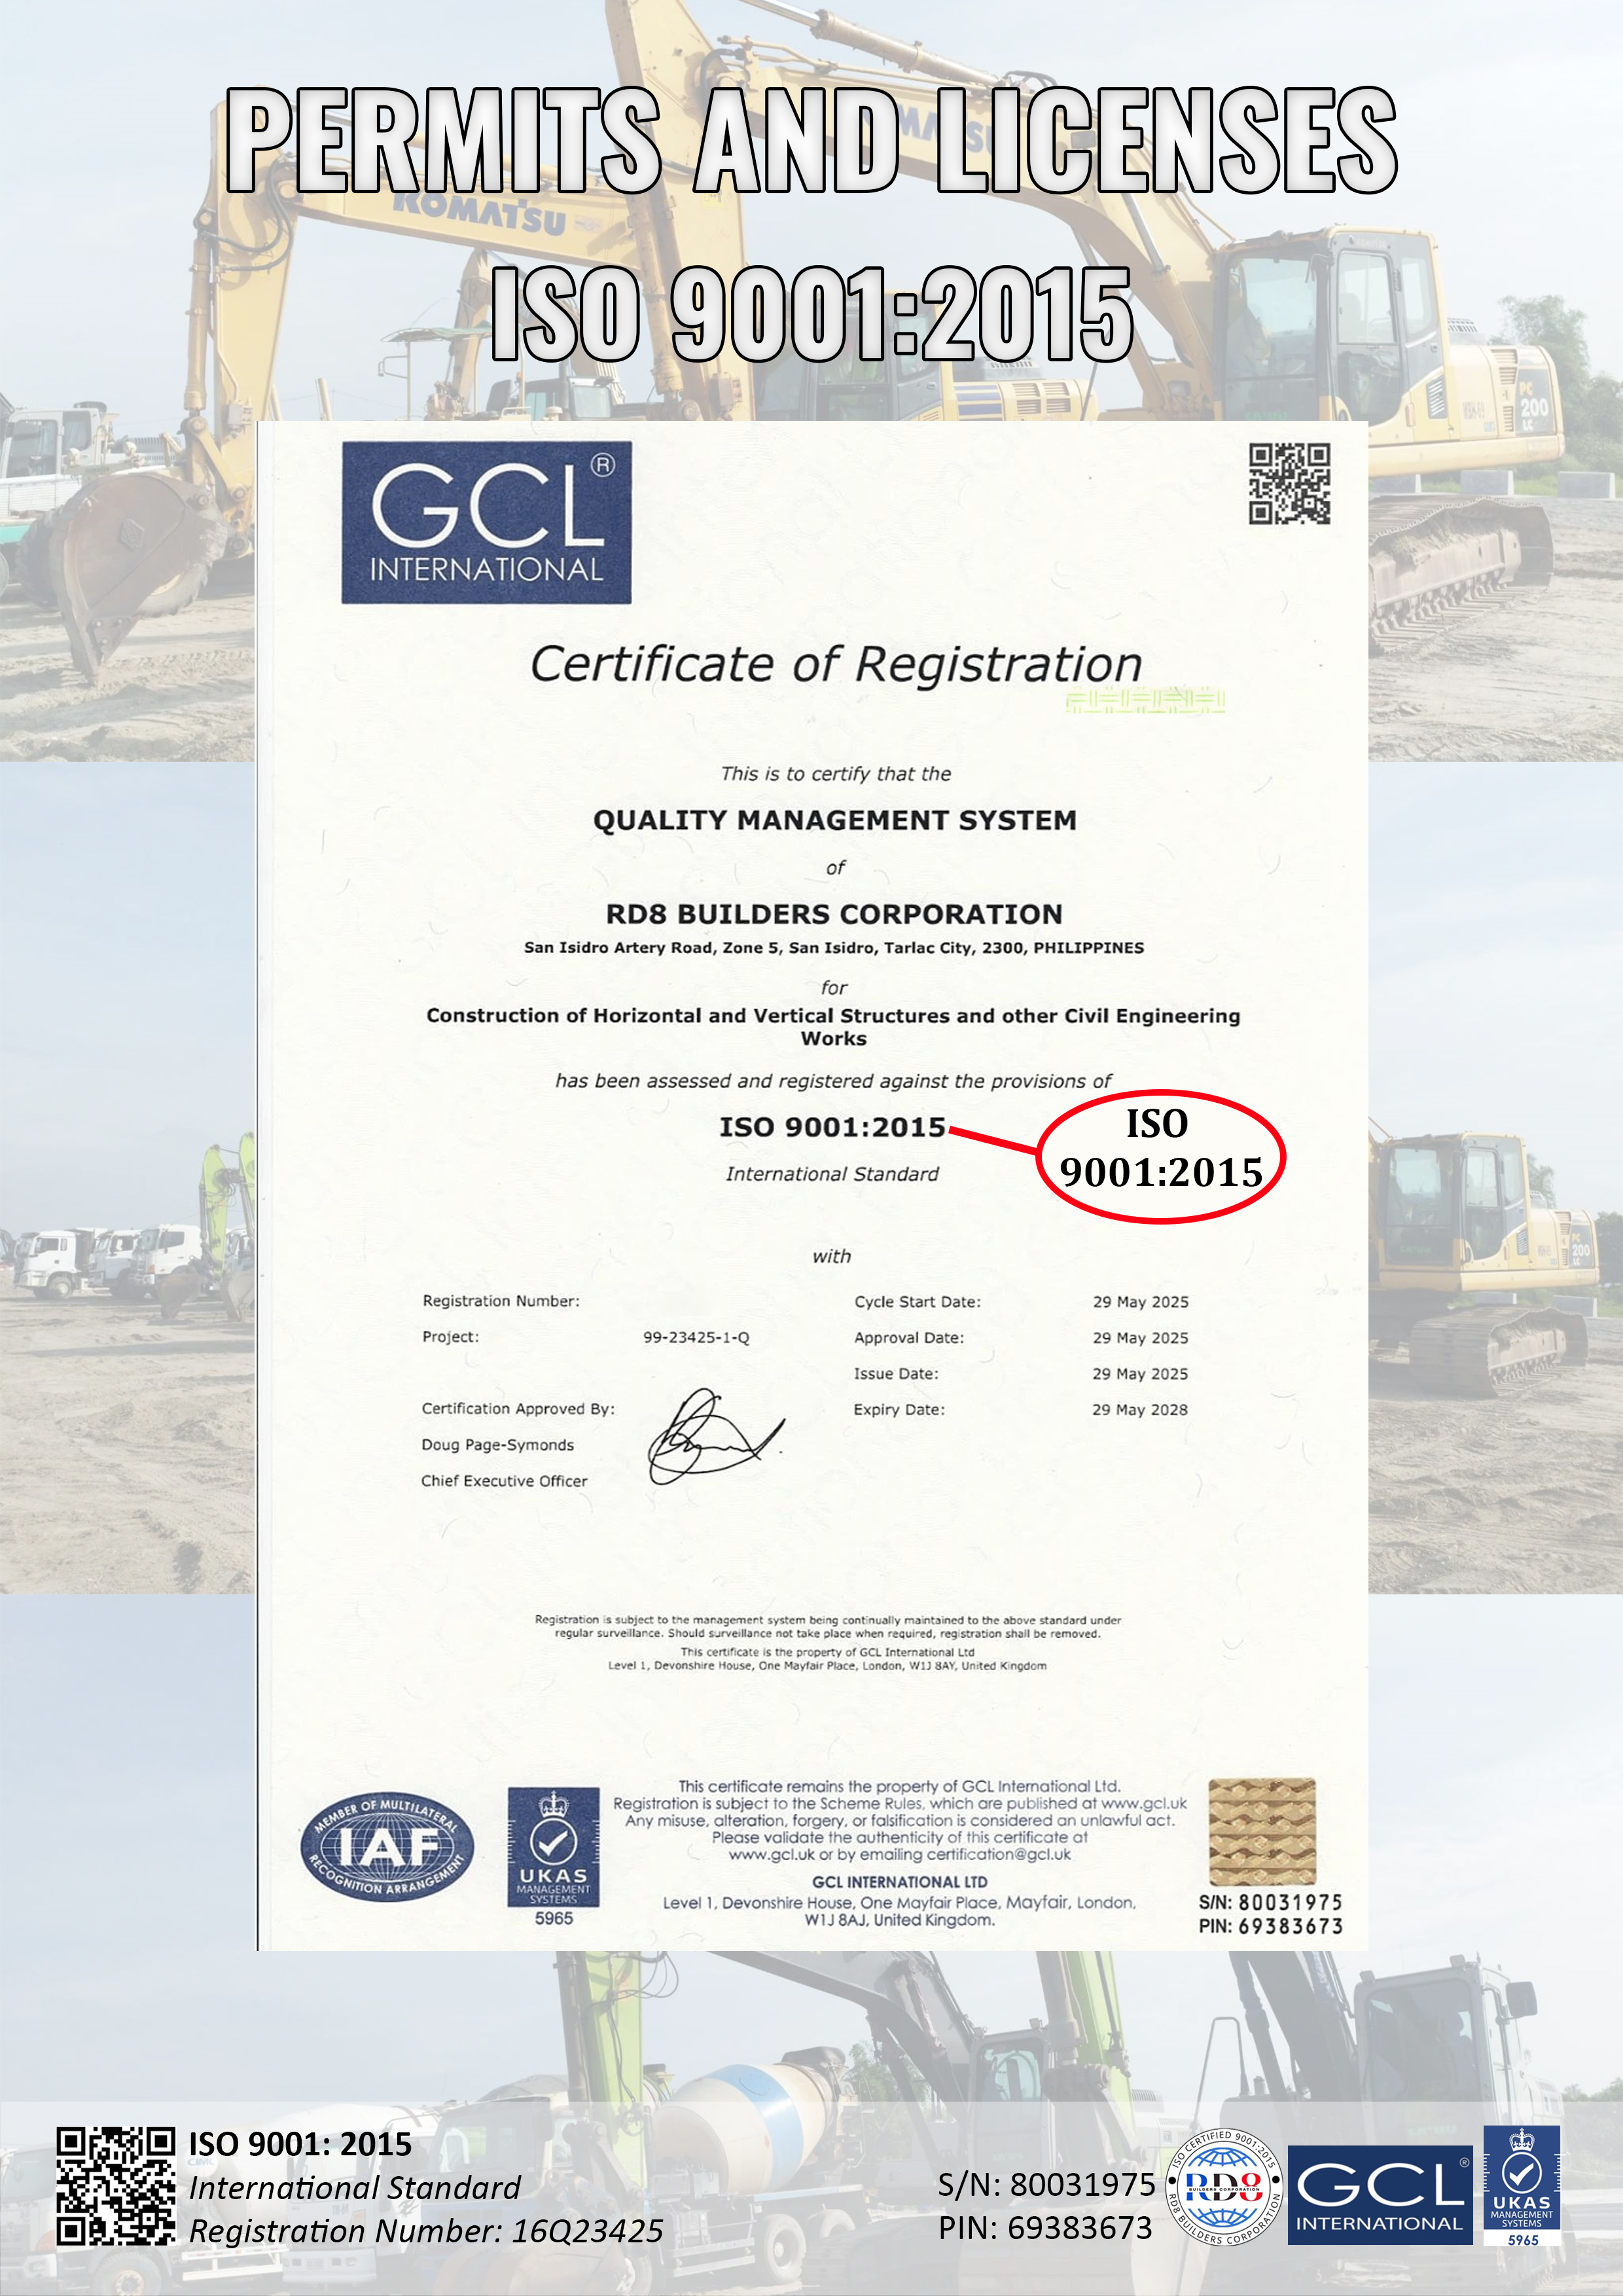 PERMITS AND LICENSES
ISO 9001:2015
KOMATSU
PC
200
LC
GCL®
INTERNATIONAL
Certificate of Registration
This is to certify that the
QUALITY MANAGEMENT SYSTEM
of
RD8 BUILDERS CORPORATION
San Isidro Artery Road, Zone 5, San Isidro, Tarlac City, 2300, PHILIPPINES
for
Construction of Horizontal and Vertical Structures and other Civil Engineering
Works
has been assessed and registered against the provisions of
ISO 9001:2015
ISO
9001:2015
International Standard
with
Registration Number:
Project: 99-23425-1-Q
Certification Approved By:
Doug Page-Symonds
Chief Executive Officer
Cycle Start Date: 29 May 2025
Approval Date: 29 May 2025
Issue Date: 29 May 2025
Expiry Date: 29 May 2028
PC
200
LC
Registration is subject to the management system being continually maintained to the above standard under
regular surveillance. Should surveillance not take place when required, registration shall be removed.
This certificate is the property of GCL International Ltd
Level 1, Devonshire House, One Mayfair Place, London, W1J 8AY, United Kingdom
MEMBER OF MULTILATERAL
IAF
RECOGNITION ARRANGEMENT
UKAS
MANAGEMENT
SYSTEMS
5965
This certificate remains the property of GCL International Ltd.
Registration is subject to the Scheme Rules, which are published at www.gcl.uk
Any misuse, alteration, forgery, or falsification is considered an unlawful act.
Please validate the authenticity of this certificate at
www.gcl.uk or by emailing certification@gcl.uk
GCL INTERNATIONAL LTD
Level 1, Devonshire House, One Mayfair Place, Mayfair, London,
W1J 8AJ, United Kingdom.
S/N: 80031975
PIN: 69383673
ISO 9001: 2015
International Standard
Registration Number: 16Q23425
S/N: 80031975
PIN: 69383673
ISO CERTIFIED 9001:2015
RD8
BUILDERS CORPORATION
RD8 BUILDERS CORPORATION
GCL®
INTERNATIONAL
UKAS
MANAGEMENT
SYSTEMS
5965